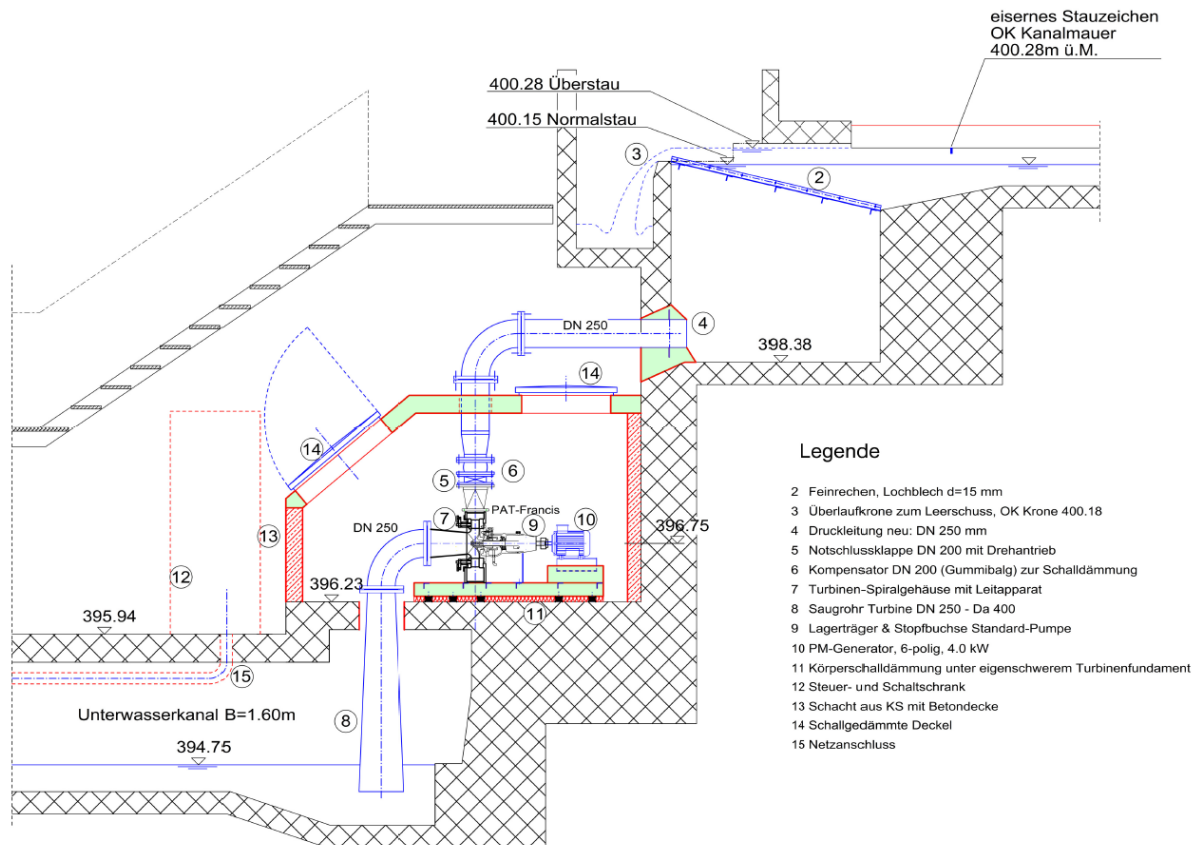 eisernes Stauzeichen
OK Kanalmauer
400.28m ü.M.
400.28 Überstau
400.15 Normalstau
3
2
DN 250
4
398.38
14
14
6
5
PAT-Francis
7
9
10
DN 250
13
396.75
12
396.23
11
395.94
15
Unterwasserkanal B=1.60m
8
394.75
Legende
2 Feinrechen, Lochblech d=15 mm
3 Überlaufkrone zum Leerschuss, OK Krone 400.18
4 Druckleitung neu: DN 250 mm
5 Notschlussklappe DN 200 mit Drehantrieb
6 Kompensator DN 200 (Gummibalg) zur Schalldämmung
7 Turbinen-Spiralgehäuse mit Leitapparat
8 Saugrohr Turbine DN 250 - Da 400
9 Lagerträger & Stopfbuchse Standard-Pumpe
10 PM-Generator, 6-polig, 4.0 kW
11 Körperschalldämmung unter eigenschwerem Turbinenfundament
12 Steuer- und Schaltschrank
13 Schacht aus KS mit Betondecke
14 Schallgedämmte Deckel
15 Netzanschluss